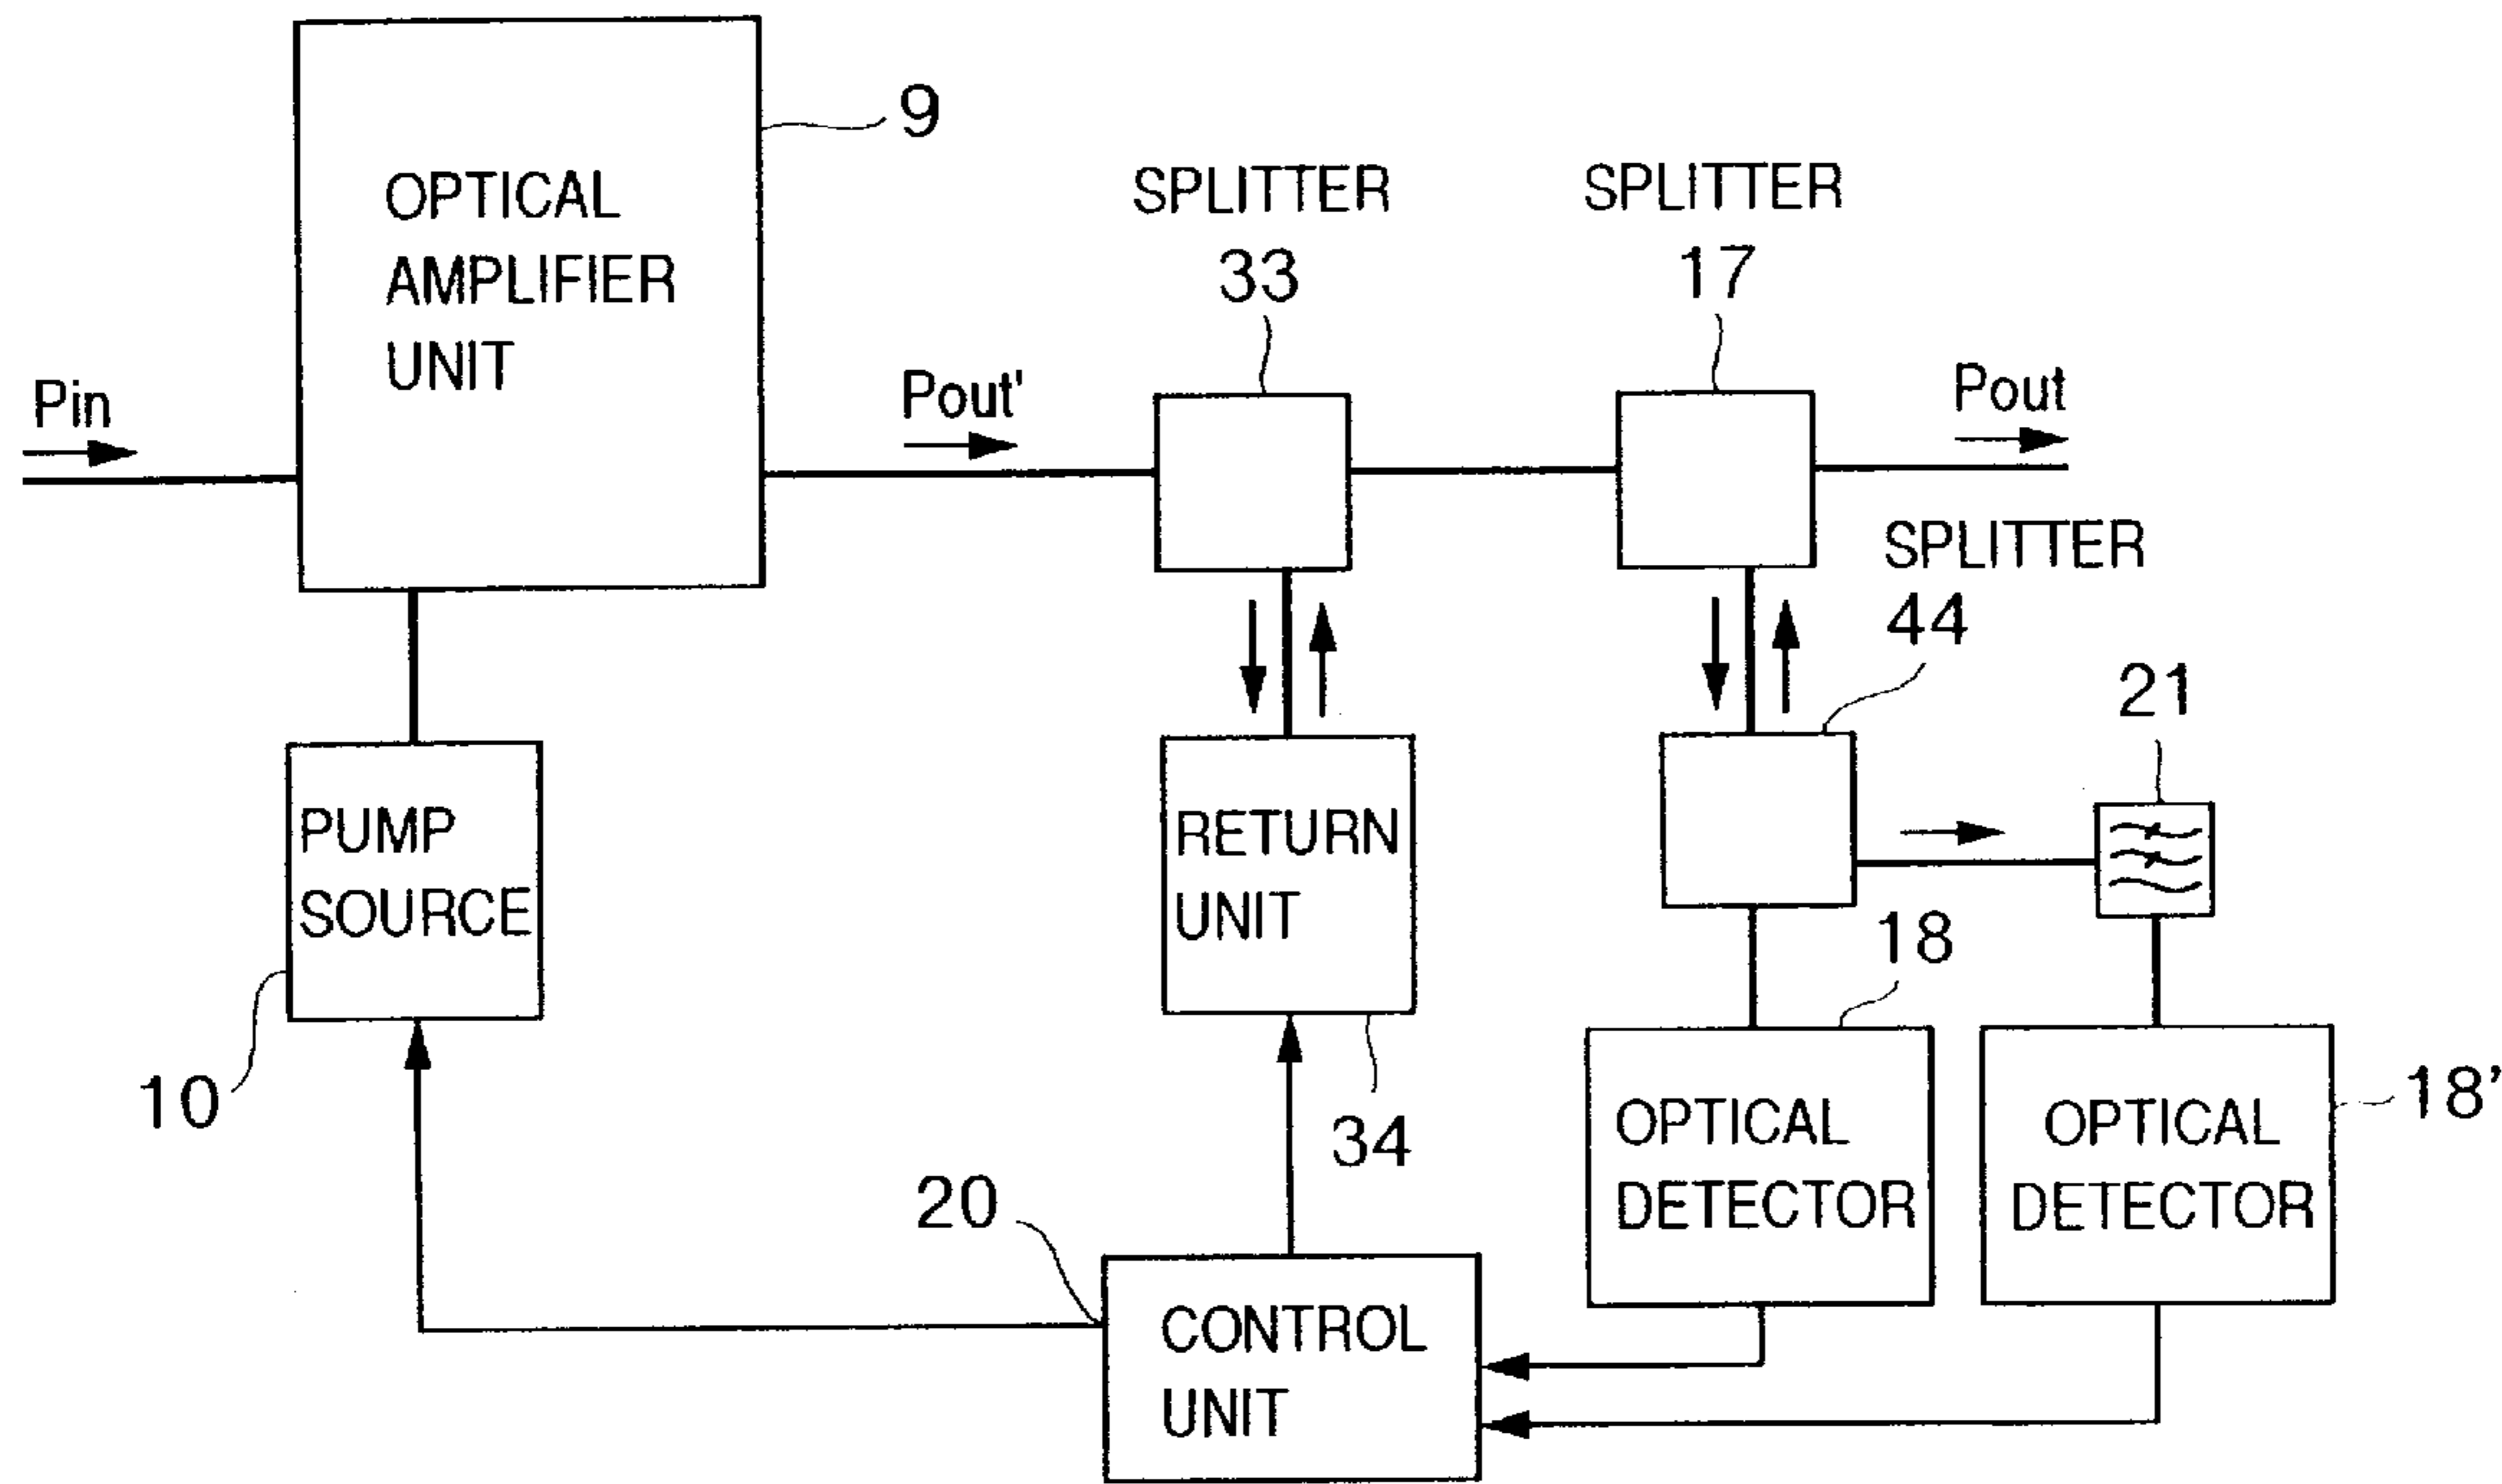 9
OPTICAL
AMPLIFIER
UNIT
SPLITTER
33
SPLITTER
17
Pin
Pout'
Pout
SPLITTER
44
21
PUMP
SOURCE
10
RETURN
UNIT
34
18
OPTICAL
DETECTOR
18'
OPTICAL
DETECTOR
20
CONTROL
UNIT